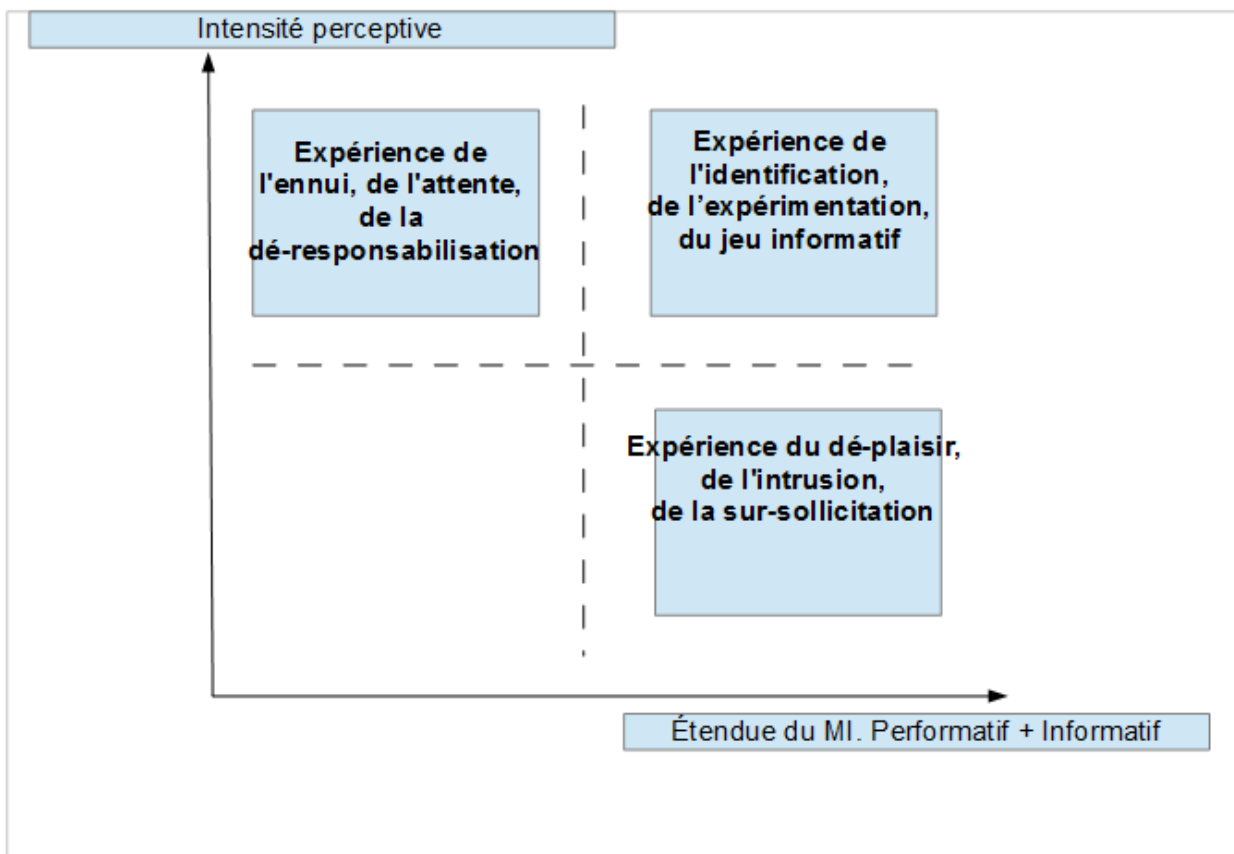 Intensité perceptive
Expérience de
l'ennui, de l'attente,
de la
dé-responsabilisation
Expérience de
l'identification,
de l’expérimentation,
du jeu informatif
Expérience du dé-plaisir,
de l'intrusion,
de la sur-sollicitation
Étendue du MI. Performatif + Informatif